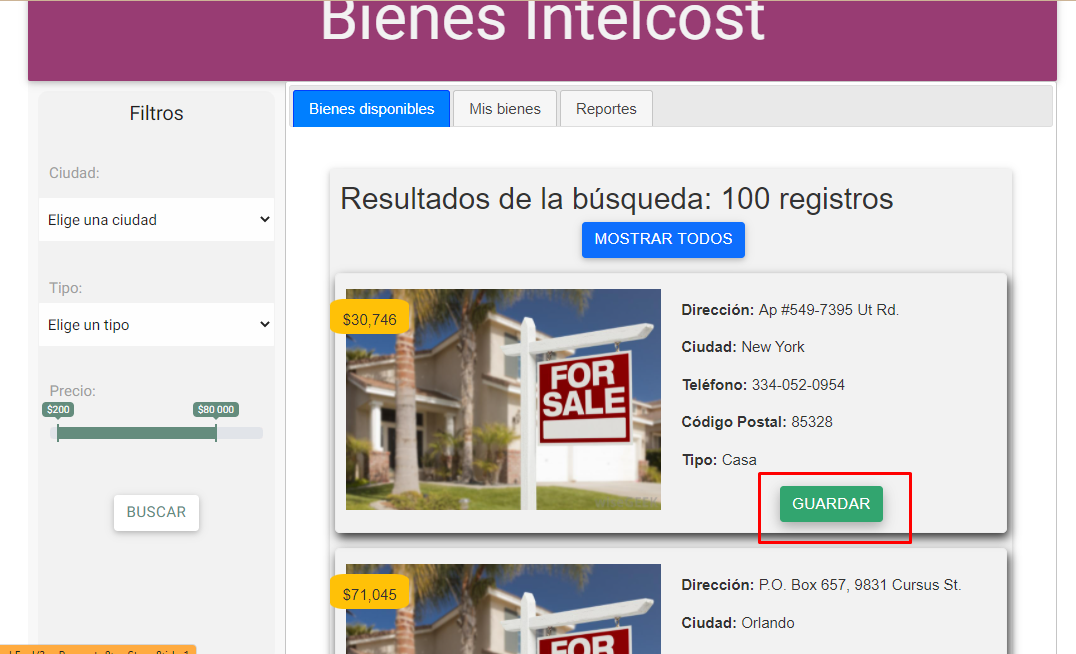 Bienes Intelcost
Filtros
Ciudad:
Elige una ciudad
Tipo:
Elige un tipo
Precio:
$200
$80 000
BUSCAR
Bienes disponibles
Mis bienes
Reportes
Resultados de la búsqueda: 100 registros
MOSTRAR TODOS
$30,746
FOR
SALE
Dirección: Ap #549-7395 Ut Rd.
Ciudad: New York
Teléfono: 334-052-0954
Código Postal: 85328
Tipo: Casa
GUARDAR
$71,045
FOR
Dirección: P.O. Box 657, 9831 Cursus St.
Ciudad: Orlando